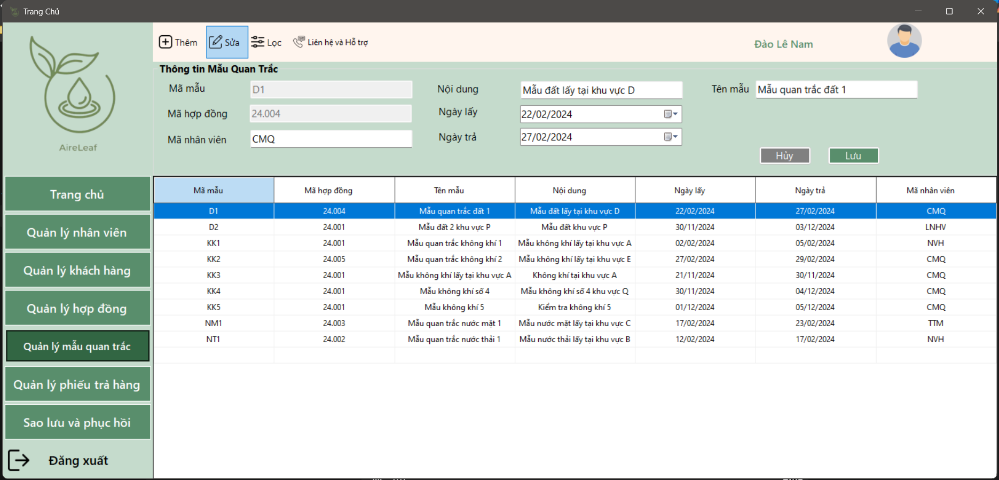 Trang Chủ
Thêm Sửa Lọc Liên hệ và Hỗ trợ Đào Lê Nam
AireLeaf
Thông tin Mẫu Quan Trắc
Mã mẫu D1 Nội dung Mẫu đất lấy tại khu vực D Tên mẫu Mẫu quan trắc đất 1
Mã hợp đồng 24.004 Ngày lấy 22/02/2024
Mã nhân viên CMQ Ngày trả 27/02/2024
Hủy Lưu
Trang chủ
Quản lý nhân viên
Quản lý khách hàng
Quản lý hợp đồng
Quản lý mẫu quan trắc
Quản lý phiếu trả hàng
Sao lưu và phục hồi
Đăng xuất
Mã mẫu Mã hợp đồng Tên mẫu Nội dung Ngày lấy Ngày trả Mã nhân viên
D1 24.004 Mẫu quan trắc đất 1 Mẫu đất lấy tại khu vực D 22/02/2024 27/02/2024 CMQ
D2 24.001 Mẫu đất 2 khu vực P Mẫu đất khu vực P 30/11/2024 03/12/2024 LNHV
KK1 24.001 Mẫu quan trắc không khí 1 Mẫu không khí lấy tại khu vực A 02/02/2024 05/02/2024 NVH
KK2 24.005 Mẫu quan trắc không khí 2 Mẫu không khí lấy tại khu vực E 27/02/2024 29/02/2024 CMQ
KK3 24.001 Mẫu không khí lấy tại khu vực A Không khí tại khu vực A 21/11/2024 30/11/2024 CMQ
KK4 24.001 Mẫu không khí số 4 Mẫu không khí số 4 khu vực Q 30/11/2024 04/12/2024 CMQ
KK5 24.001 Mẫu không khí 5 Kiểm tra không khí 5 01/12/2024 05/12/2024 CMQ
NM1 24.003 Mẫu quan trắc nước mặt 1 Mẫu nước mặt lấy tại khu vực C 17/02/2024 23/02/2024 TTM
NT1 24.002 Mẫu quan trắc nước thải 1 Mẫu nước thải lấy tại khu vực B 12/02/2024 17/02/2024 NVH